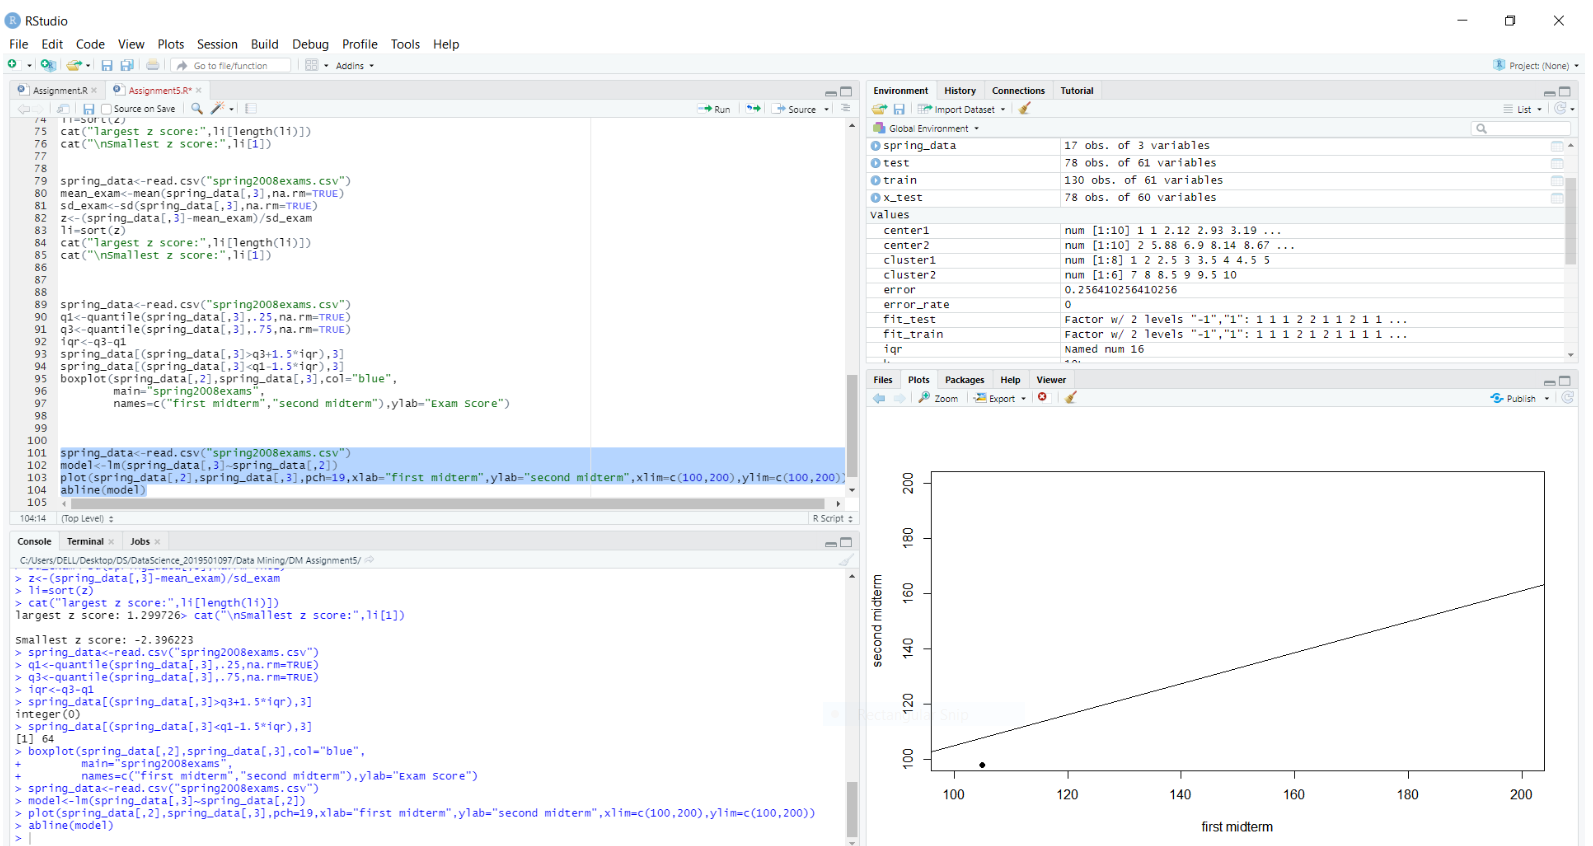 RStudio
File Edit Code View Plots Session Build Debug Profile Tools Help
Go to file/function Addins Project: (None)
Assignment.R Assignment5.R*
Source on Save Run Source
74 li=sort(z)
75 cat("largest z score:",li[length(li)])
76 cat("\nSmallest z score:",li[1])
77
78
79 spring_data<-read.csv("spring2008exams.csv")
80 mean_exam<-mean(spring_data[,3],na.rm=TRUE)
81 sd_exam<-sd(spring_data[,3],na.rm=TRUE)
82 z<-(spring_data[,3]-mean_exam)/sd_exam
83 li=sort(z)
84 cat("largest z score:",li[length(li)])
85 cat("\nSmallest z score:",li[1])
86
87
88
89 spring_data<-read.csv("spring2008exams.csv")
90 q1<-quantile(spring_data[,3],.25,na.rm=TRUE)
91 q3<-quantile(spring_data[,3],.75,na.rm=TRUE)
92 iqr<-q3-q1
93 spring_data[(spring_data[,3]>q3+1.5*iqr),3]
94 spring_data[(spring_data[,3]<q1-1.5*iqr),3]
95 boxplot(spring_data[,2],spring_data[,3],col="blue",
96 main="spring2008exams",
97 names=c("first midterm","second midterm"),ylab="Exam Score")
98
99
100
101 spring_data<-read.csv("spring2008exams.csv")
102 model<-lm(spring_data[,3]~spring_data[,2])
103 plot(spring_data[,2],spring_data[,3],pch=19,xlab="first midterm",ylab="second midterm",xlim=c(100,200),ylim=c(100,200))
104 abline(model)
105
104:14 (Top Level) R Script
Console Terminal Jobs
C:/Users/DELL/Desktop/DS/DataScience_2019501097/Data Mining/DM Assignment5/
> z<-(spring_data[,3]-mean_exam)/sd_exam
> li=sort(z)
> cat("largest z score:",li[length(li)])
largest z score: 1.299726> cat("\nSmallest z score:",li[1])
Smallest z score: -2.396223
> spring_data<-read.csv("spring2008exams.csv")
> q1<-quantile(spring_data[,3],.25,na.rm=TRUE)
> q3<-quantile(spring_data[,3],.75,na.rm=TRUE)
> iqr<-q3-q1
> spring_data[(spring_data[,3]>q3+1.5*iqr),3]
integer(0)
> spring_data[(spring_data[,3]<q1-1.5*iqr),3]
[1] 64
> boxplot(spring_data[,2],spring_data[,3],col="blue",
+ main="spring2008exams",
+ names=c("first midterm","second midterm"),ylab="Exam Score")
> spring_data<-read.csv("spring2008exams.csv")
> model<-lm(spring_data[,3]~spring_data[,2])
> plot(spring_data[,2],spring_data[,3],pch=19,xlab="first midterm",ylab="second midterm",xlim=c(100,200),ylim=c(100,200))
> abline(model)
>
Environment History Connections Tutorial
Import Dataset List
Global Environment
spring_data 17 obs. of 3 variables
test 78 obs. of 61 variables
train 130 obs. of 61 variables
x_test 78 obs. of 60 variables
values
center1 num [1:10] 1 1 2.12 2.93 3.19 ...
center2 num [1:10] 2 5.88 6.9 8.14 8.67 ...
cluster1 num [1:8] 1 2 2.5 3 3.5 4 4.5 5
cluster2 num [1:6] 7 8 8.5 9 9.5 10
error 0.256410256410256
error_rate 0
fit_test Factor w/ 2 levels "-1","1": 1 1 1 2 2 1 1 2 1 1 ...
fit_train Factor w/ 2 levels "-1","1": 1 1 1 2 1 2 1 1 1 1 ...
iqr Named num 16
Files Plots Packages Help Viewer
Zoom Export Publish
200
180
160
140
120
100
second midterm
100 120 140 160 180 200
first midterm
Rectangular Snip